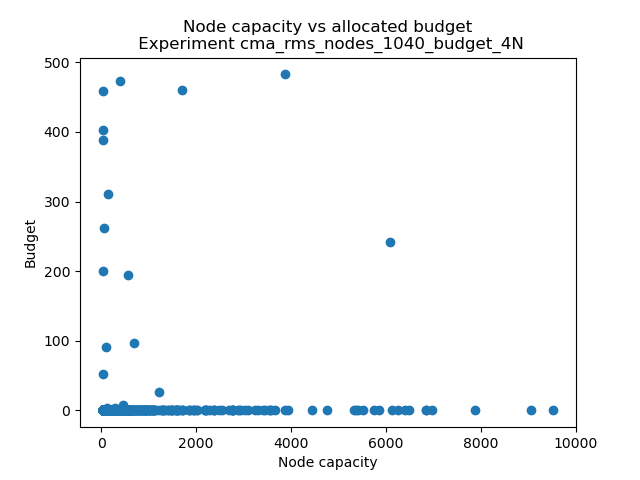 Node capacity vs allocated budget
Experiment cma_rms_nodes_1040_budget_4N
500
400
300
200
100
0
Budget
0 2000 4000 6000 8000 10000
Node capacity